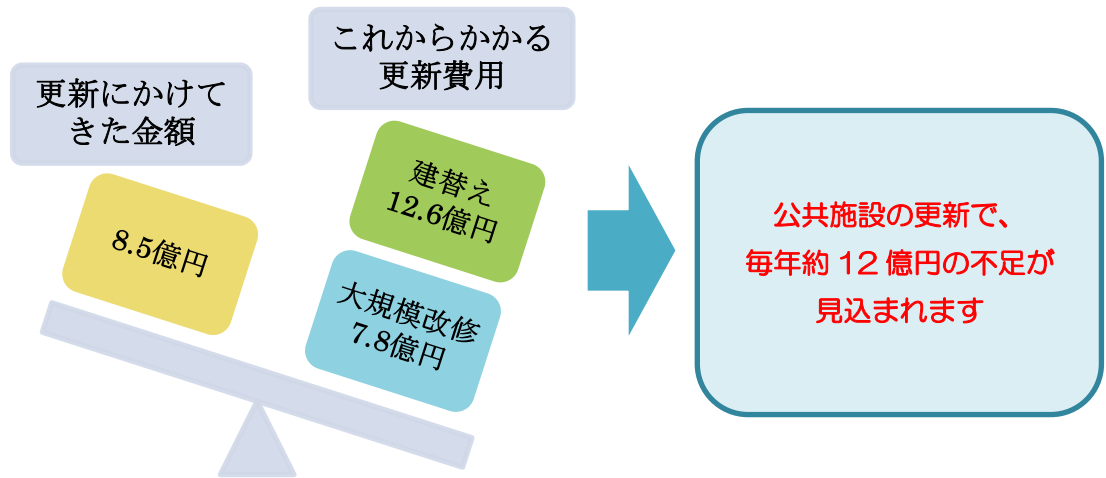 更新にかけて
きた金額
8.5億円
これからかかる
更新費用
建替え
12.6億円
大規模改修
7.8億円
公共施設の更新で、
毎年約 12 億円の不足が
見込まれます